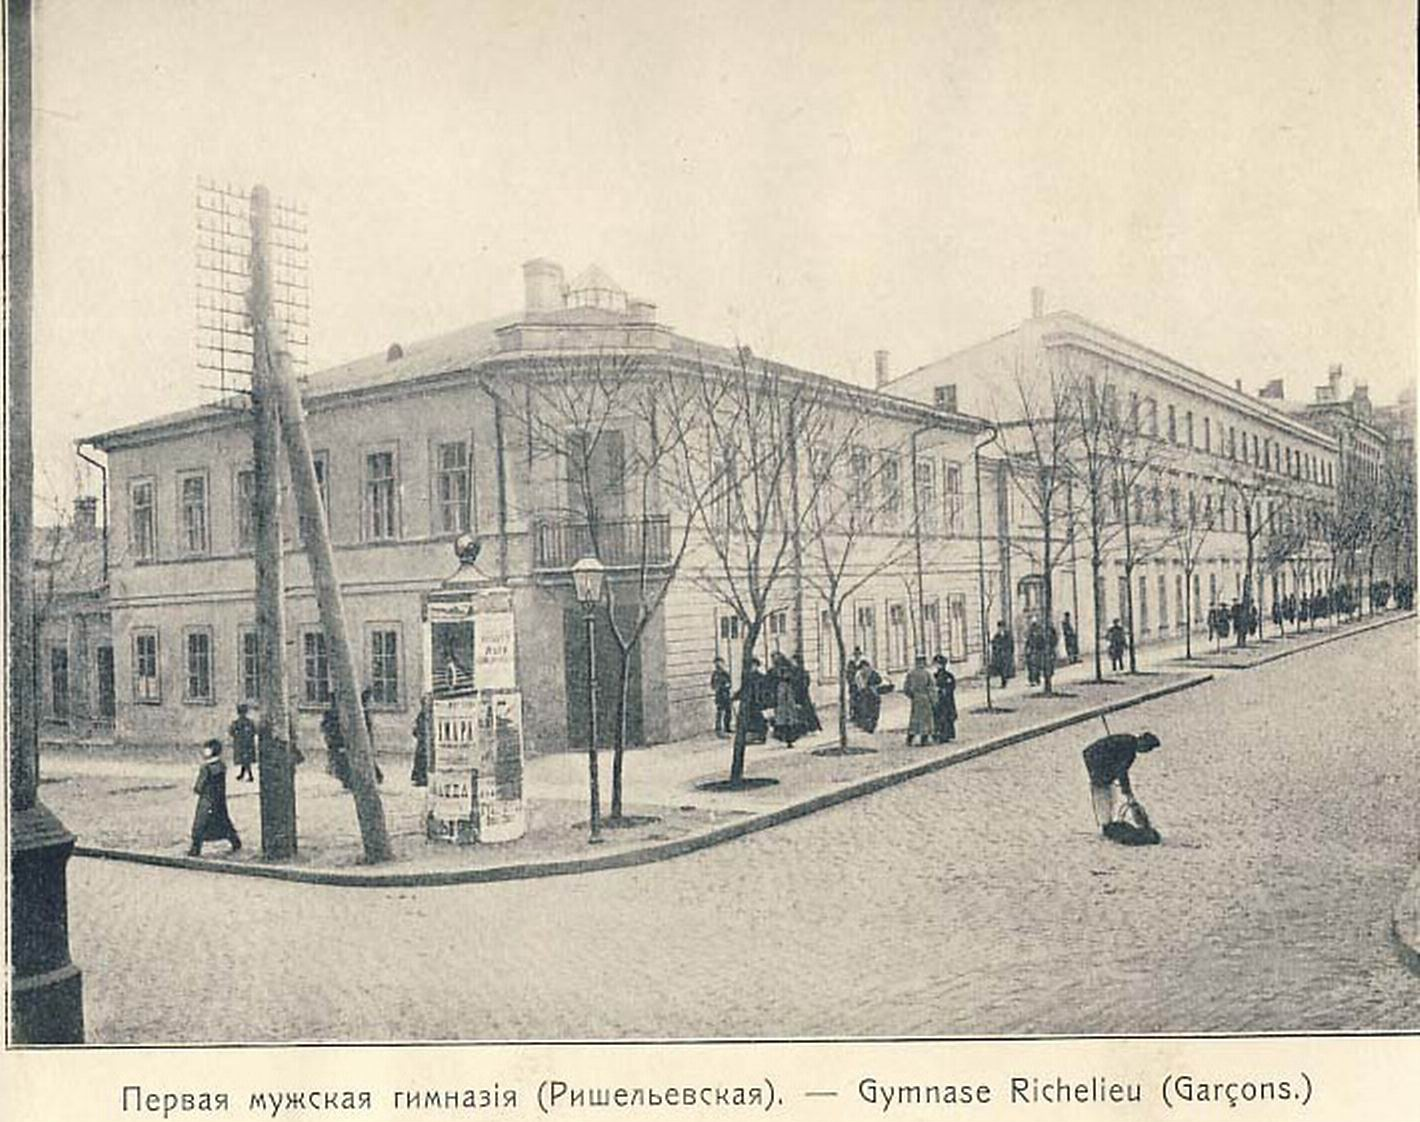 Первая мужская гимназія (Ришельевская). — Gymnase Richelieu (Garçons.)